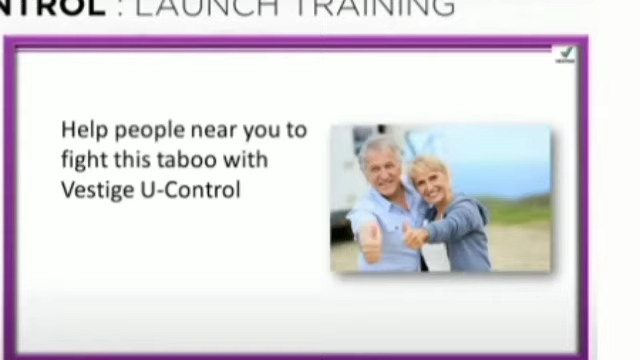 NTROL : LAUNCH TRAINING
Help people near you to
fight this taboo with
Vestige U-Control